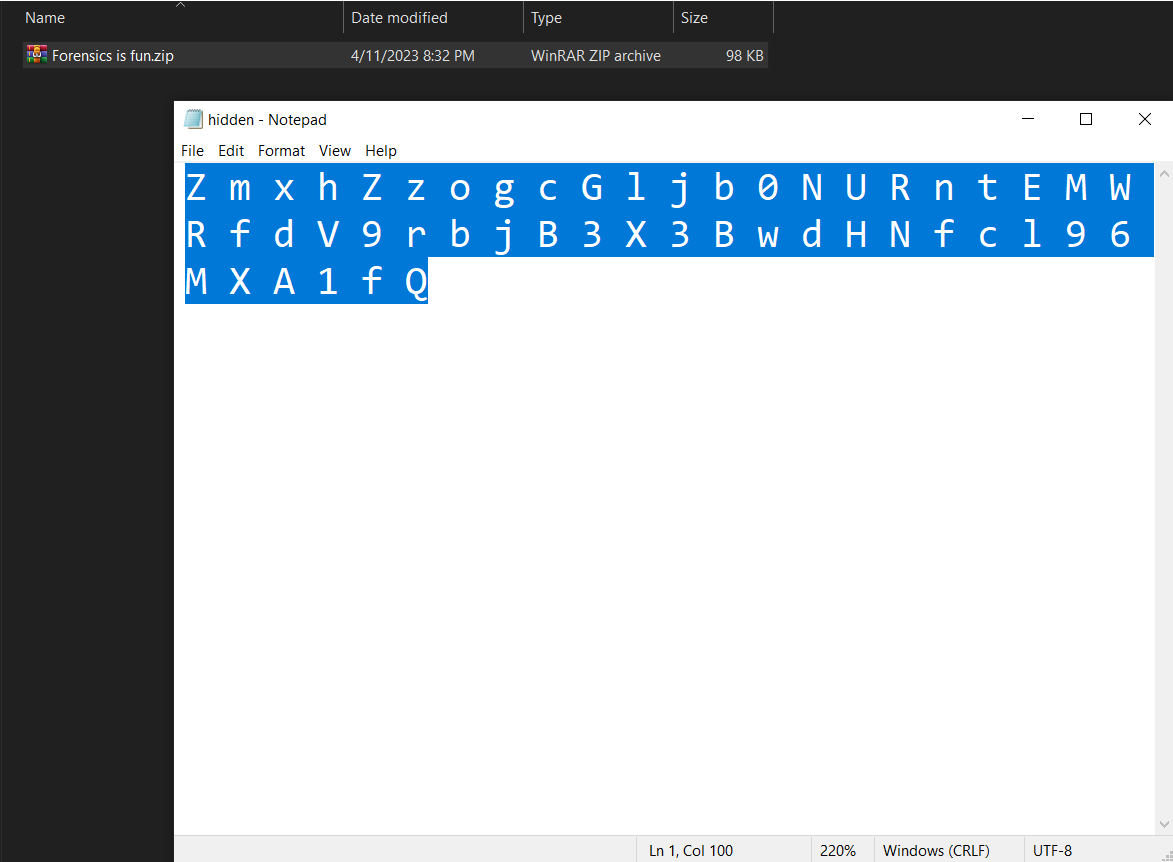 Name Date modified Type Size
Forensics is fun.zip 4/11/2023 8:32 PM WinRAR ZIP archive 98 KB
hidden - Notepad
File Edit Format View Help
Z m x h Z z o g c G l j b 0 N U R n t E M W
R f d V 9 r b j B 3 X 3 B w d H N f c l 9 6
M X A 1 f Q
Ln 1, Col 100 220% Windows (CRLF) UTF-8